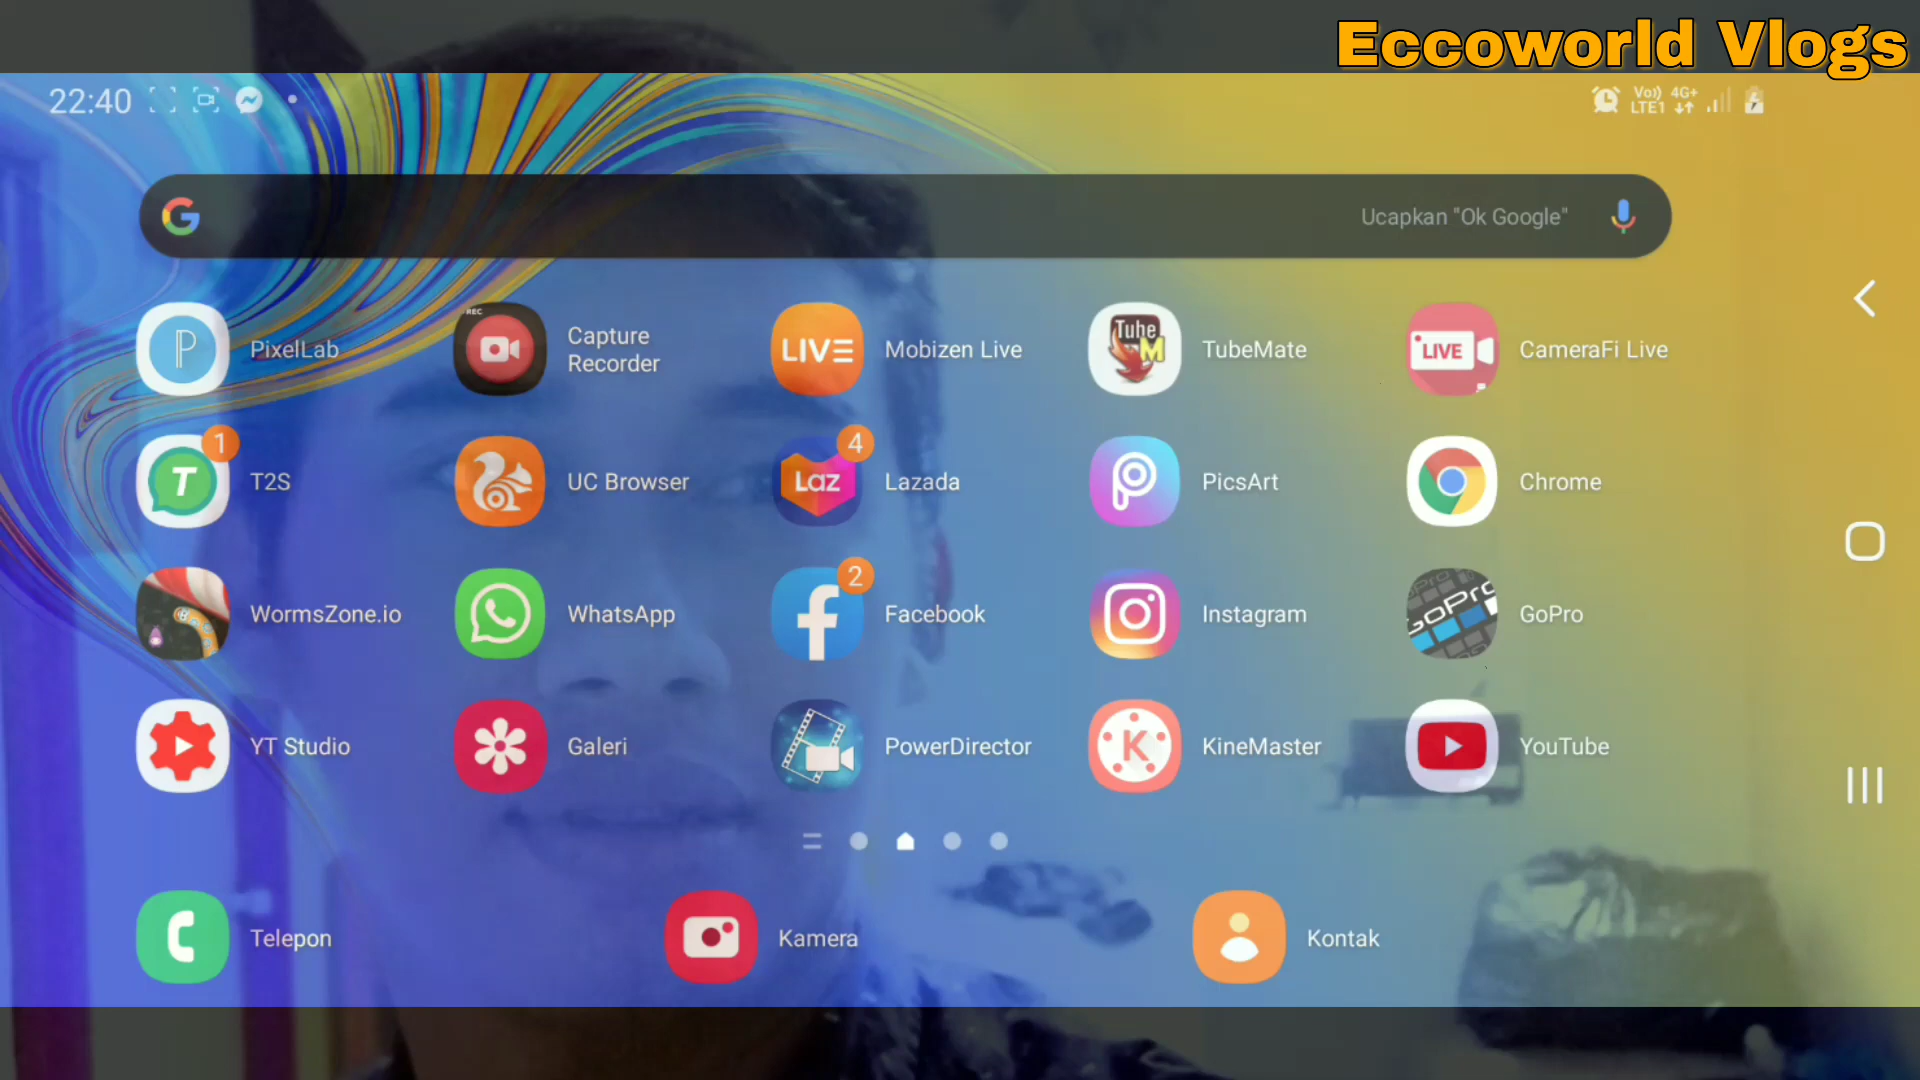 Eccoworld Vlogs
22:40
Vo))
LTE1
4G+
G
Ucapkan "Ok Google"
P
PixelLab
REC
Capture
Recorder
LIVE
Mobizen Live
Tube
M
TubeMate
LIVE
CameraFi Live
T
1
T2S
UC Browser
Laz
4
Lazada
PicsArt
Chrome
WormsZone.io
WhatsApp
f
2
Facebook
Instagram
GoPro
GoPro
YT Studio
Galeri
PowerDirector
K
KineMaster
YouTube
Telepon
Kamera
Kontak